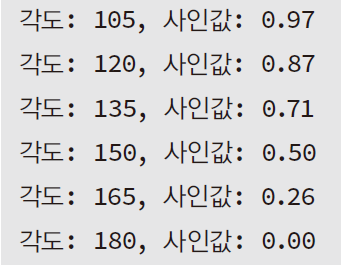 각도: 105, 사인값: 0.97
각도: 120, 사인값: 0.87
각도: 135, 사인값: 0.71
각도: 150, 사인값: 0.50
각도: 165, 사인값: 0.26
각도: 180, 사인값: 0.00